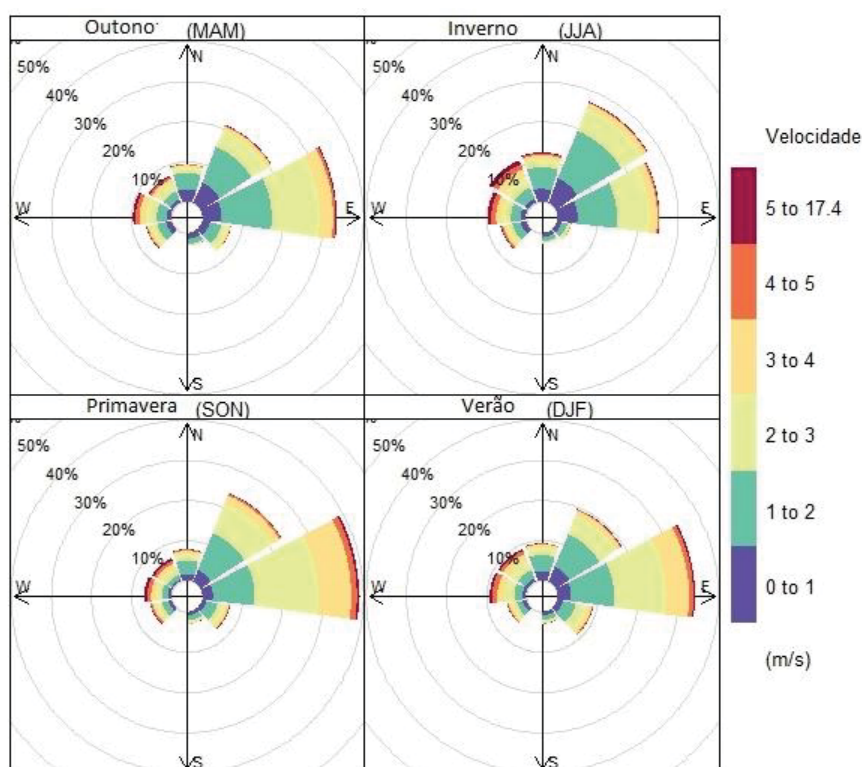 Outono (MAM)
N
50%
40%
30%
20%
10%
W
E
S
Inverno (JJA)
N
50%
40%
30%
20%
10%
W
E
S
Primavera (SON)
N
50%
40%
30%
20%
10%
W
E
S
Verão (DJF)
N
50%
40%
30%
20%
10%
W
E
S
Velocidade
5 to 17.4
4 to 5
3 to 4
2 to 3
1 to 2
0 to 1
(m/s)